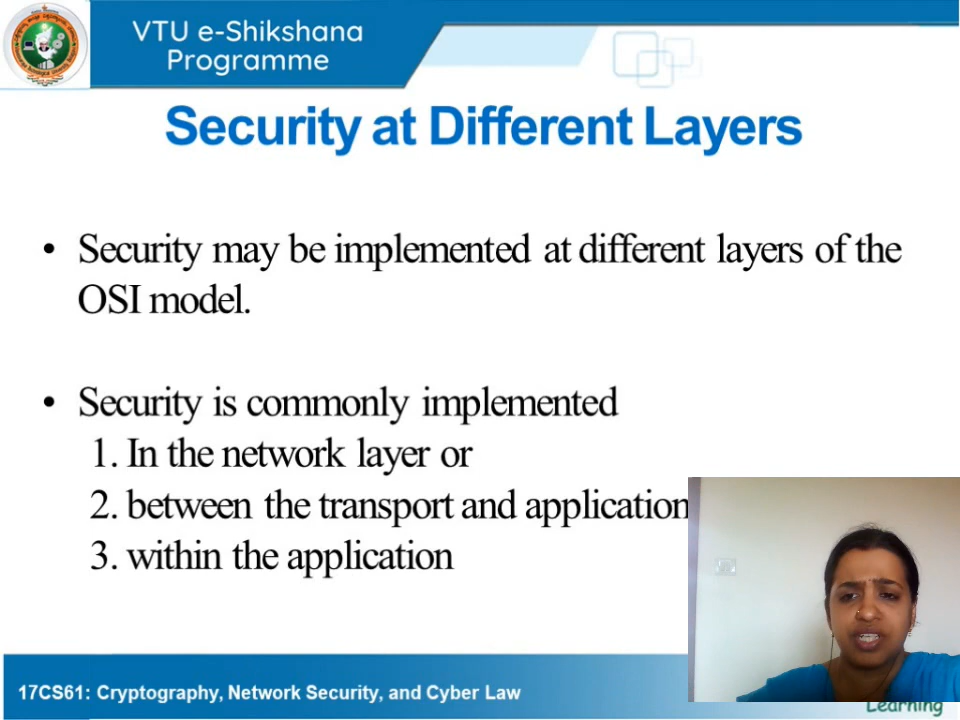 VTU e-Shikshana
Programme
Security at Different Layers
• Security may be implemented at different layers of the
OSI model.
• Security is commonly implemented
1. In the network layer or
2. between the transport and application
3. within the application
17CS61: Cryptography, Network Security, and Cyber Law
Learning